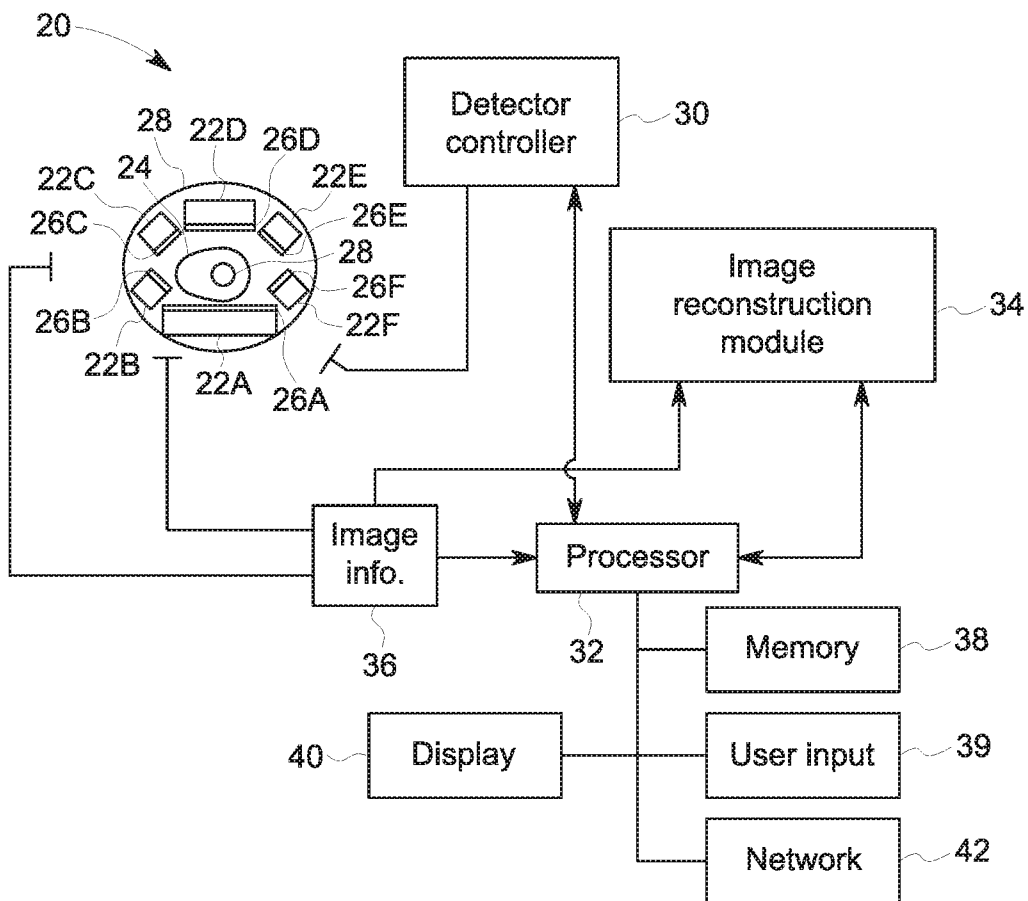 20
28
22D
26D
24
22E
22C
26E
26C
28
26F
26B
22F
22B
22A
26A
Detector
controller
30
Image
reconstruction
module
34
Image
info.
36
Processor
32
Memory
38
Display
40
User input
39
Network
42